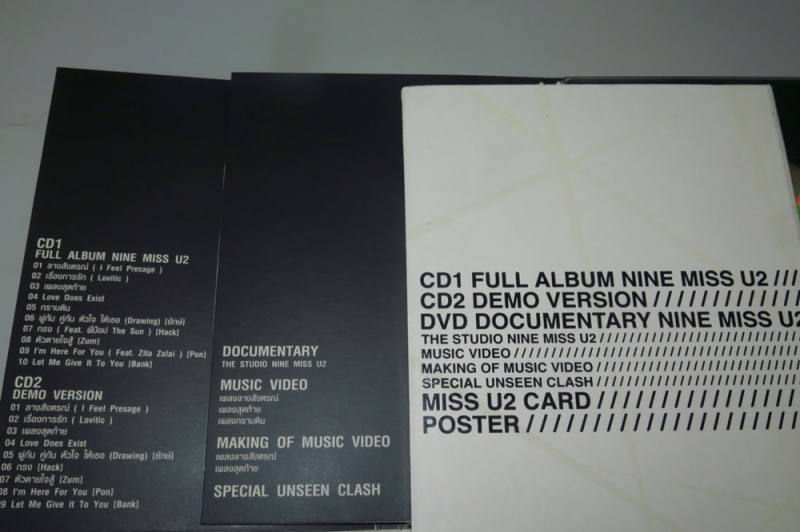 CD1
FULL ALBUM NINE MISS U2
01 ลางสังหรณ์ ( I Feel Presage )
02 เรื่องการรัก ( Lovitic )
03 เพลงสุดท้าย
04 Love Does Exist
05 กราบดิน
06 พู่กัน คู่กัน หัวใจ ให้เธอ (Drawing) [ยักษ์]
07 กรง ( Feat. พี่ป๊อป The Sun ) [Hack]
08 ตัวตายใจสู้ [Zum]
09 I'm Here For You ( Feat. Zita Zalai ) [Pon]
10 Let Me Give It To You [Bank]
CD2
DEMO VERSION
01 ลางสังหรณ์ ( I Feel Presage )
02 เรื่องการรัก ( Lovitic )
03 เพลงสุดท้าย
04 Love Does Exist
05 พู่กัน คู่กัน หัวใจ ให้เธอ (Drawing) [ยักษ์]
06 กรง [Hack]
07 ตัวตายใจสู้ [Zum]
08 I'm Here For You [Pon]
09 Let Me Give It To You [Bank]
DOCUMENTARY
THE STUDIO NINE MISS U2
MUSIC VIDEO
เพลงลางสังหรณ์
เพลงสุดท้าย
เพลงกราบดิน
MAKING OF MUSIC VIDEO
เพลงลางสังหรณ์
เพลงสุดท้าย
SPECIAL UNSEEN CLASH
CD1 FULL ALBUM NINE MISS U2 ///
CD2 DEMO VERSION ////////////
DVD DOCUMENTARY NINE MISS U2
THE STUDIO NINE MISS U2 //////////////////////////
MUSIC VIDEO /////////////////////////////////////
MAKING OF MUSIC VIDEO //////////////////////////
SPECIAL UNSEEN CLASH //////////////////////////
MISS U2 CARD /////////////////
POSTER ///////////////////////